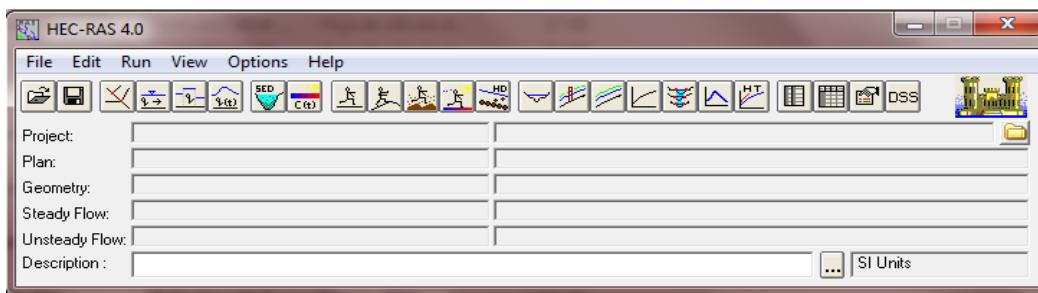 HEC-RAS 4.0
File Edit Run View Options Help
SED C(t) HD HT DSS
Project:
Plan:
Geometry:
Steady Flow:
Unsteady Flow:
Description : ... SI Units